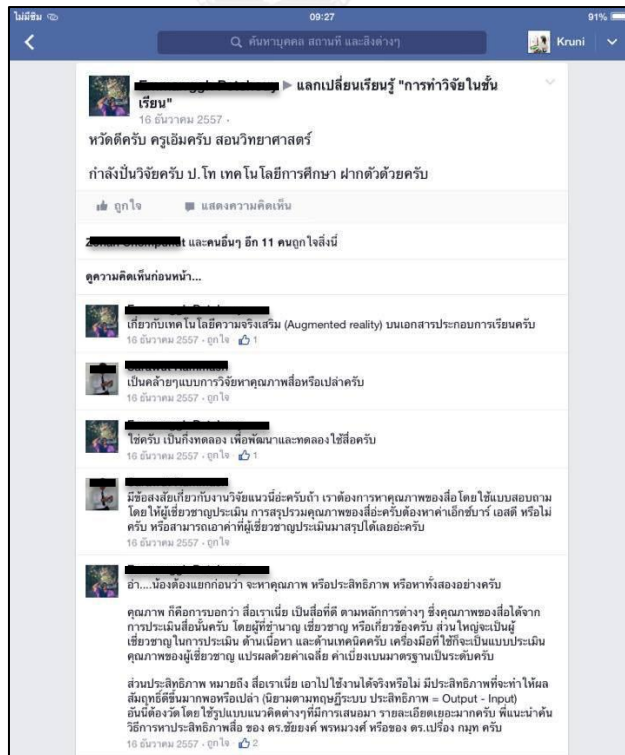 ไม่มีซิม
09:27
91%
ค้นหาบุคคล สถานที่ และสิ่งต่างๆ
Kruni
▶ แลกเปลี่ยนเรียนรู้ "การทำวิจัยในชั้น
เรียน"
16 ธันวาคม 2557 ·
หวัดดีครับ ครูเอิมครับ สอนวิทยาศาสตร์
กำลังปั่นวิจัยครับ ป.โท เทคโนโลยีการศึกษา ฝากตัวด้วยครับ
ถูกใจ แสดงความคิดเห็น
และคนอื่นๆ อีก 11 คนถูกใจสิ่งนี้
ดูความคิดเห็นก่อนหน้า...
เกี่ยวกับเทคโนโลยีความจริงเสริม (Augmented reality) บนเอกสารประกอบการเรียนครับ
16 ธันวาคม 2557 · ถูกใจ · 1
เป็นคล้ายๆแบบการวิจัยหาคุณภาพสื่อหรือเปล่าครับ
16 ธันวาคม 2557 · ถูกใจ
ใช่ครับ เป็นกึ่งทดลอง เพื่อพัฒนาและทดลองใช้สื่อครับ
16 ธันวาคม 2557 · ถูกใจ · 1
มีข้อสงสัยเกี่ยวกับงานวิจัยแนวนี้อ่ะครับถ้า เราต้องการหาคุณภาพของสื่อโดยใช้แบบสอบถาม
โดยให้ผู้เชี่ยวชาญประเมิน การสรุปรวมคุณภาพของสื่ออ่ะครับต้องหาค่าเอ็กซ์บาร์ เอสดี หรือไม่
ครับ หรือสามารถเอาค่าที่ผู้เชี่ยวชาญประเมินมาสรุปได้เลยอ่ะครับ
16 ธันวาคม 2557 · ถูกใจ
อ๋า....น้องต้องแยกก่อนว่า จะหาคุณภาพ หรือประสิทธิภาพ หรือหาทั้งสองอย่างครับ
คุณภาพ ก็คือการบอกว่า สื่อเราเนี่ย เป็นสื่อที่ดี ตามหลักการต่างๆ ซึ่งคุณภาพของสื่อได้จาก
การประเมินสื่อนั้นครับ โดยผู้ที่ชำนาญ เชี่ยวชาญ หรือเกี่ยวข้องครับ ส่วนใหญ่จะเป็นผู้
เชี่ยวชาญในการประเมิน ด้านเนื้อหา และด้านเทคนิคครับ เครื่องมือที่ใช้ก็จะเป็นแบบประเมิน
คุณภาพของผู้เชี่ยวชาญ แปรผลด้วยค่าเฉลี่ย ค่าเบี่ยงเบนมาตรฐานเป็นระดับครับ
ส่วนประสิทธิภาพ หมายถึง สื่อเราเนี่ย เอาไปใช้งานได้จริงหรือไม่ มีประสิทธิภาพที่จะทำให้ผล
สัมฤทธิ์ดีขึ้นมากพอหรือเปล่า (นิยามตามทฤษฎีระบบ ประสิทธิภาพ = Output - Input)
อันนี้ต้องวัดโดยใช้รูปแบบแนวคิดต่างๆที่มีการเสนอมา รายละเอียดเยอะมากครับ พี่แนะนำค้น
วิธีการหาประสิทธิภาพสื่อ ของ ดร.ชัยยงค์ พรหมวงศ์ หรือของ ดร.เปรื่อง กมุท ครับ
16 ธันวาคม 2557 · ถูกใจ · 2